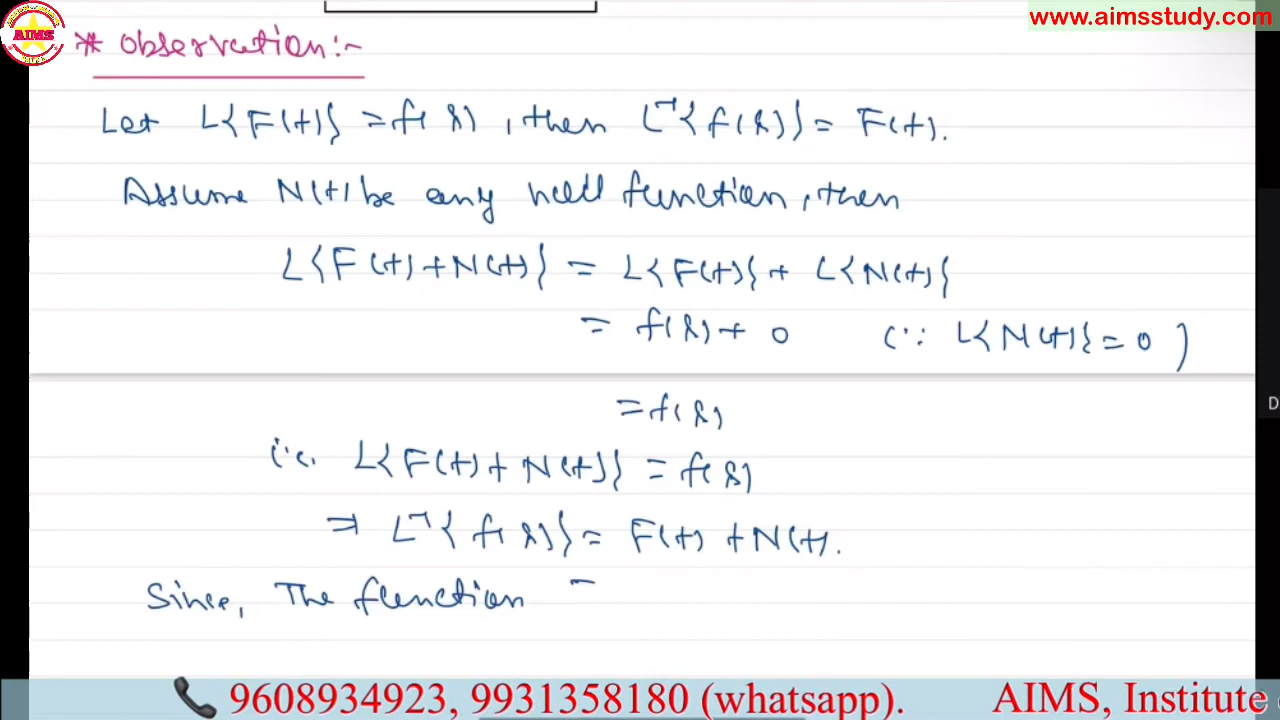 www.aimsstudy.com
AIMS
* Observation:-
Let L{F(t)} = f(s), then L⁻¹{f(s)} = F(t).
Assume N(t) be any null function, then
L{F(t)+N(t)} = L{F(t)} + L{N(t)}
= f(s) + 0 (∵ L{N(t)} = 0)
= f(s)
i.e. L{F(t) + N(t)} = f(s)
⇒ L⁻¹{f(s)} = F(t) + N(t).
Since, The function
9608934923, 9931358180 (whatsapp). AIMS, Institute